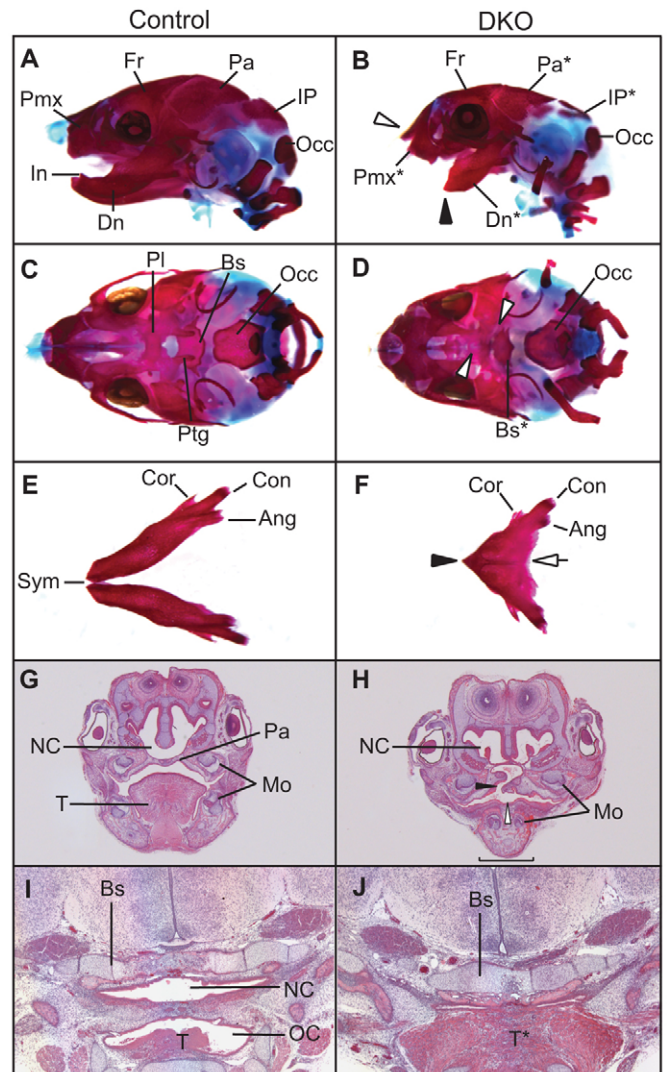 Control DKO
A Fr Pa B Fr Pa*
Pmx IP IP*
Occ Occ
In Pmx*
Dn Dn*
C Pl Bs Occ D Occ
Ptg Bs*
E Cor Con F Cor Con
Ang Ang
Sym
G H
NC Pa NC
Mo
T Mo
I Bs J Bs
NC
T OC T*